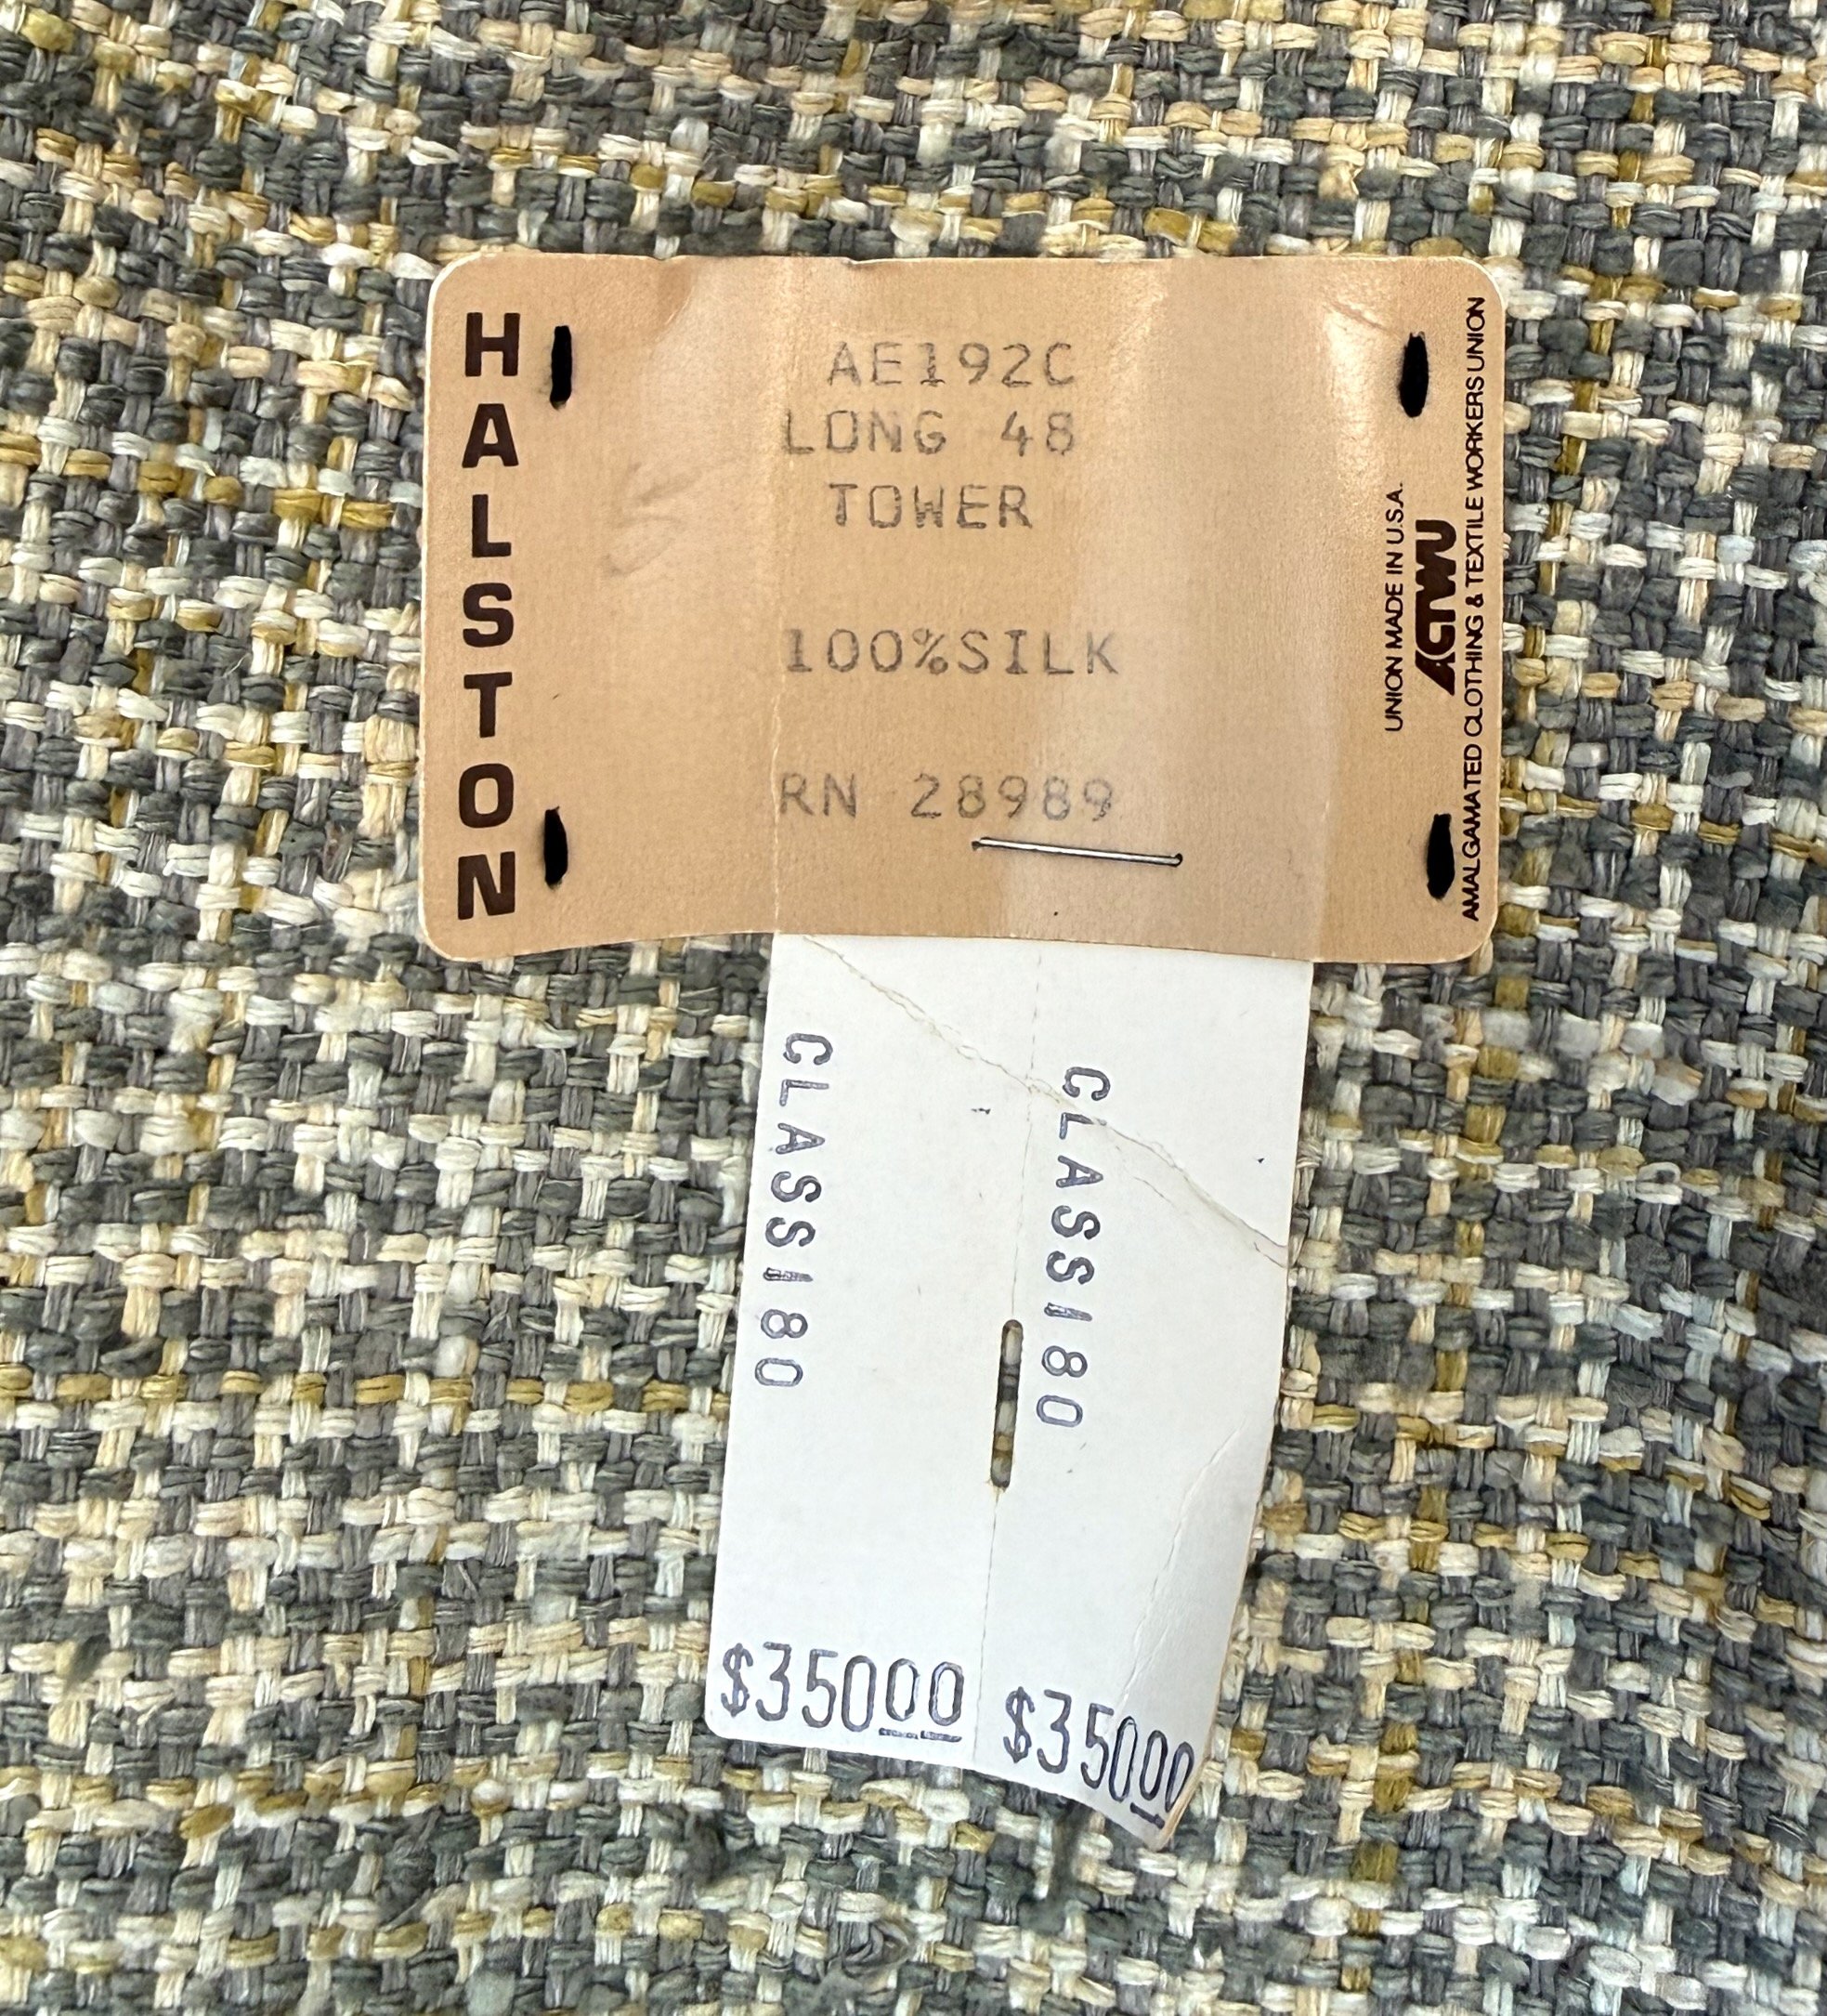 HALSTON
AE192C
LONG 48
TOWER
100%SILK
RN 28989
UNION MADE IN U.S.A.
ACTWU
AMALGAMATED CLOTHING & TEXTILE WORKERS UNION
CLASS180
CLASS180
$35000
$35000